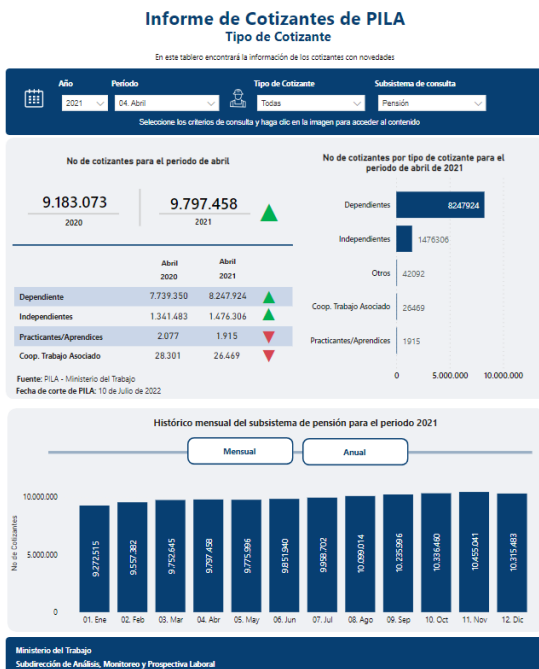 Informe de Cotizantes de PILA
Tipo de Cotizante
En este tablero encontrará la información de los cotizantes con novedades
Año
Período
Tipo de Cotizante
Subsistema de consulta
2021
04. Abril
Todas
Pensión
Seleccione los criterios de consulta y haga clic en la imagen para acceder al contenido
No de cotizantes para el periodo de abril
9.183.073
9.797.458
2020
2021
Abril
2020
Abril
2021
Dependiente 7.739.350 8.247.924
Independientes 1.341.483 1.476.306
Practicantes/Aprendices 2.077 1.915
Coop. Trabajo Asociado 28.301 26.469
Fuente: PILA - Ministerio del Trabajo
Fecha de corte de PILA: 10 de Julio de 2022
No de cotizantes por tipo de cotizante para el
periodo de abril de 2021
Dependientes 8247924
Independientes 1476306
Otros 42092
Coop. Trabajo Asociado 26469
Practicantes/Aprendices 1915
0 5.000.000 10.000.000
Histórico mensual del subsistema de pensión para el periodo 2021
Mensual
Anual
No de Cotizantes
10.000.000
5.000.000
0
9.272.515
9.557.382
9.752.645
9.797.458
9.775.996
9.851.940
9.958.702
10.099.014
10.235.996
10.336.460
10.455.041
10.315.483
01. Ene 02. Feb 03. Mar 04. Abr 05. May 06. Jun 07. Jul 08. Ago 09. Sep 10. Oct 11. Nov 12. Dic
Ministerio del Trabajo
Subdirección de Análisis, Monitoreo y Prospectiva Laboral